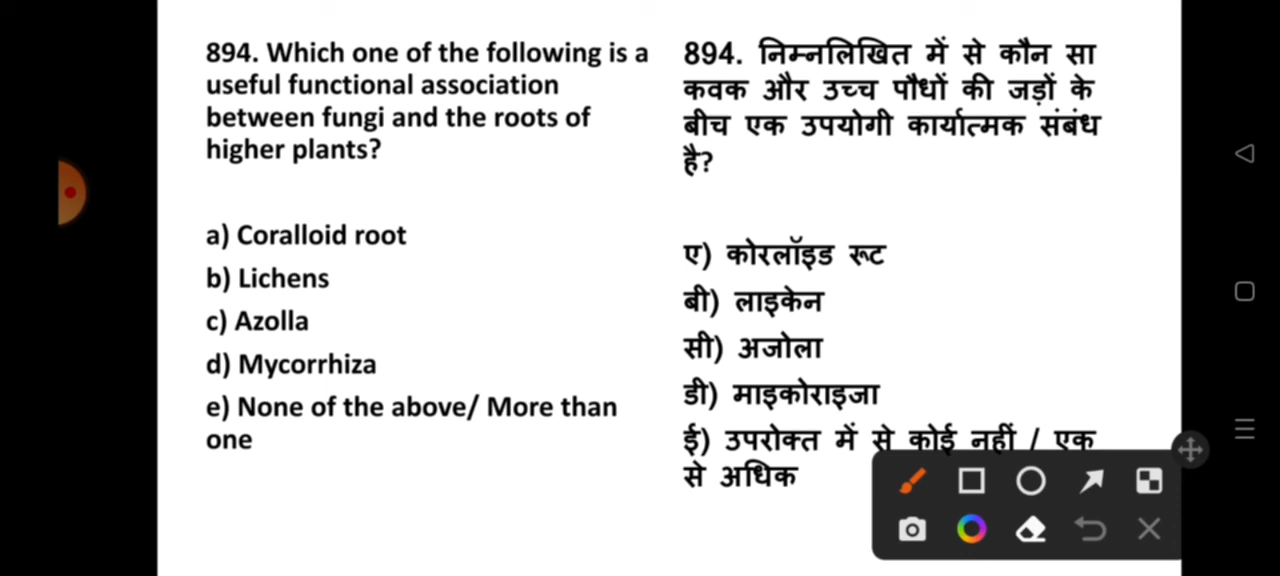 894. Which one of the following is a
useful functional association
between fungi and the roots of
higher plants?
a) Coralloid root
b) Lichens
c) Azolla
d) Mycorrhiza
e) None of the above/ More than
one
894. निम्नलिखित में से कौन सा
कवक और उच्च पौधों की जड़ों के
बीच एक उपयोगी कार्यात्मक संबंध
है?
ए) कोरलॉइड रूट
बी) लाइकेन
सी) अजोला
डी) माइकोराइजा
ई) उपरोक्त में से कोई नहीं / एक
से अधिक